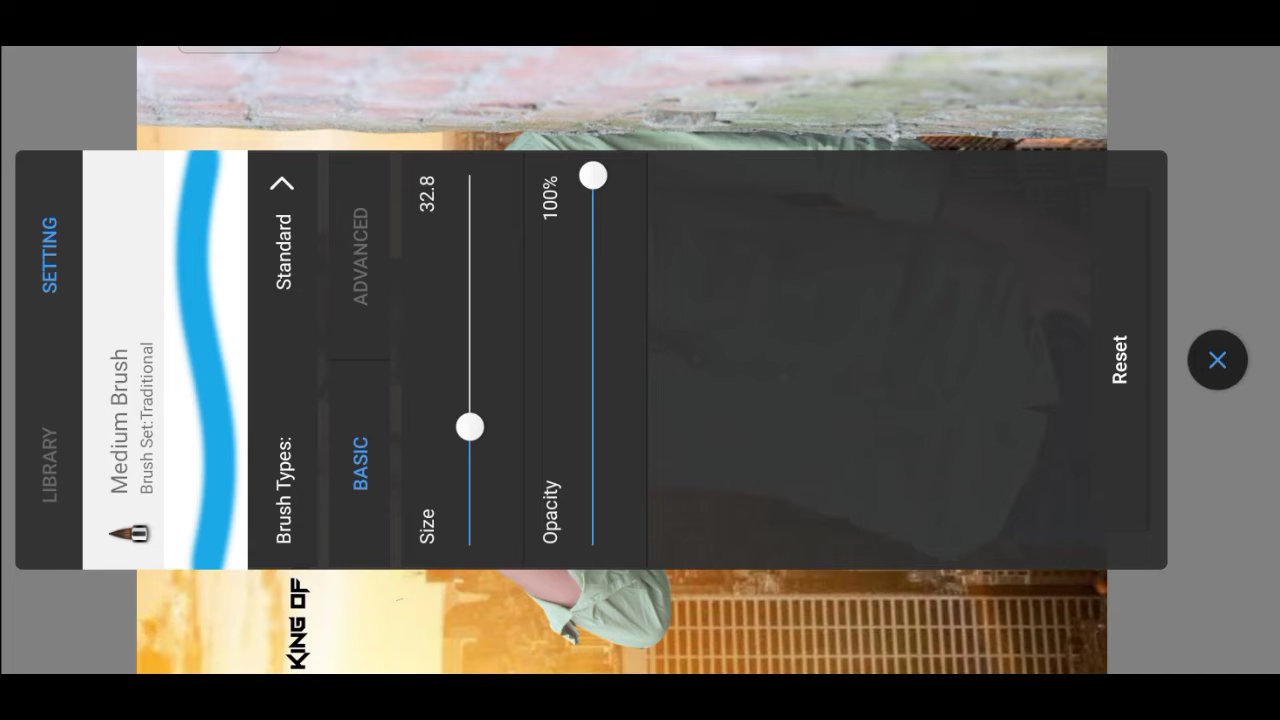 LIBRARY SETTING
Medium Brush
Brush Set:Traditional
Brush Types: Standard
BASIC ADVANCED
Size 32.8
Opacity 100%
Reset
KING OF